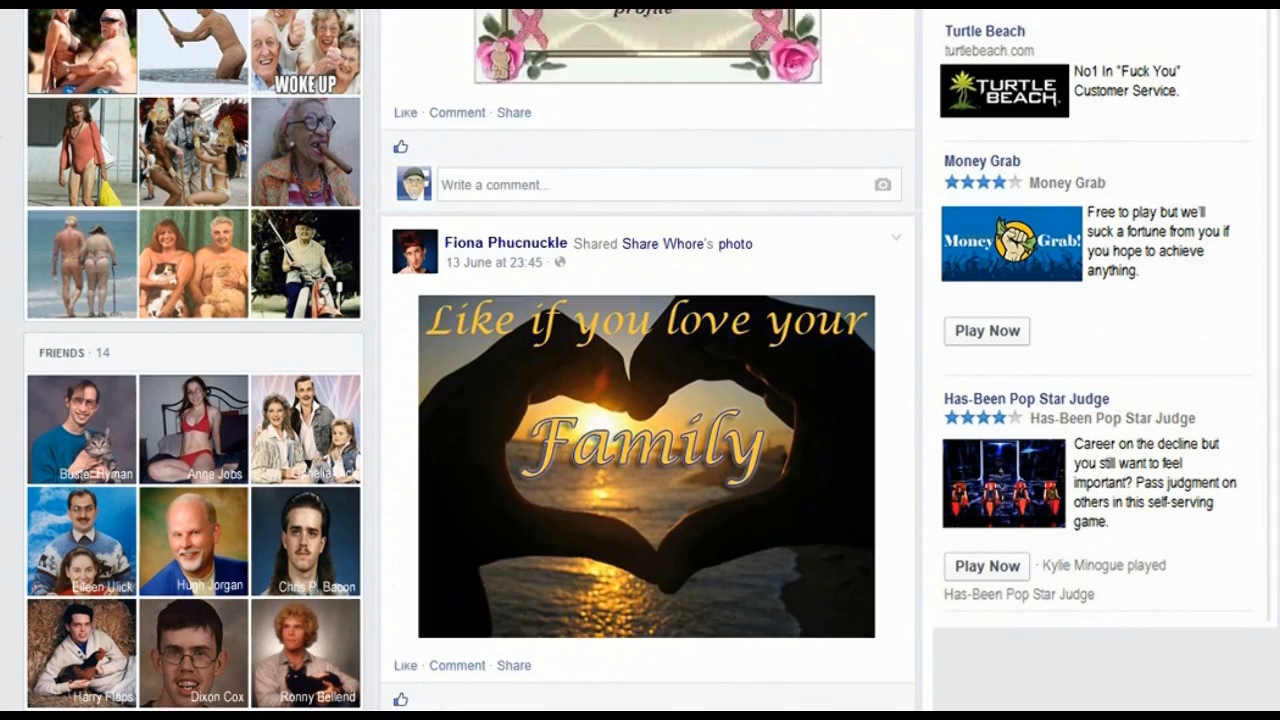 WOKE UP
FRIENDS · 14
Buster Hyman
Anne Jobs
Eileen Ulick
Hugh Jorgan
Chris P. Bacon
Harry Flaps
Dixon Cox
Ronny Bellend
profile
Like · Comment · Share
Write a comment...
Fiona Phucnuckle Shared Share Whore's photo
13 June at 23:45 ·
Like if you love your
Family
Like · Comment · Share
Turtle Beach
turtlebeach.com
TURTLE
BEACH
No1 In "Fuck You"
Customer Service.
Money Grab
Money Grab
Money Grab!
Free to play but we'll
suck a fortune from you if
you hope to achieve
anything.
Play Now
Has-Been Pop Star Judge
Has-Been Pop Star Judge
Career on the decline but
you still want to feel
important? Pass judgment on
others in this self-serving
game.
Play Now · Kylie Minogue played
Has-Been Pop Star Judge